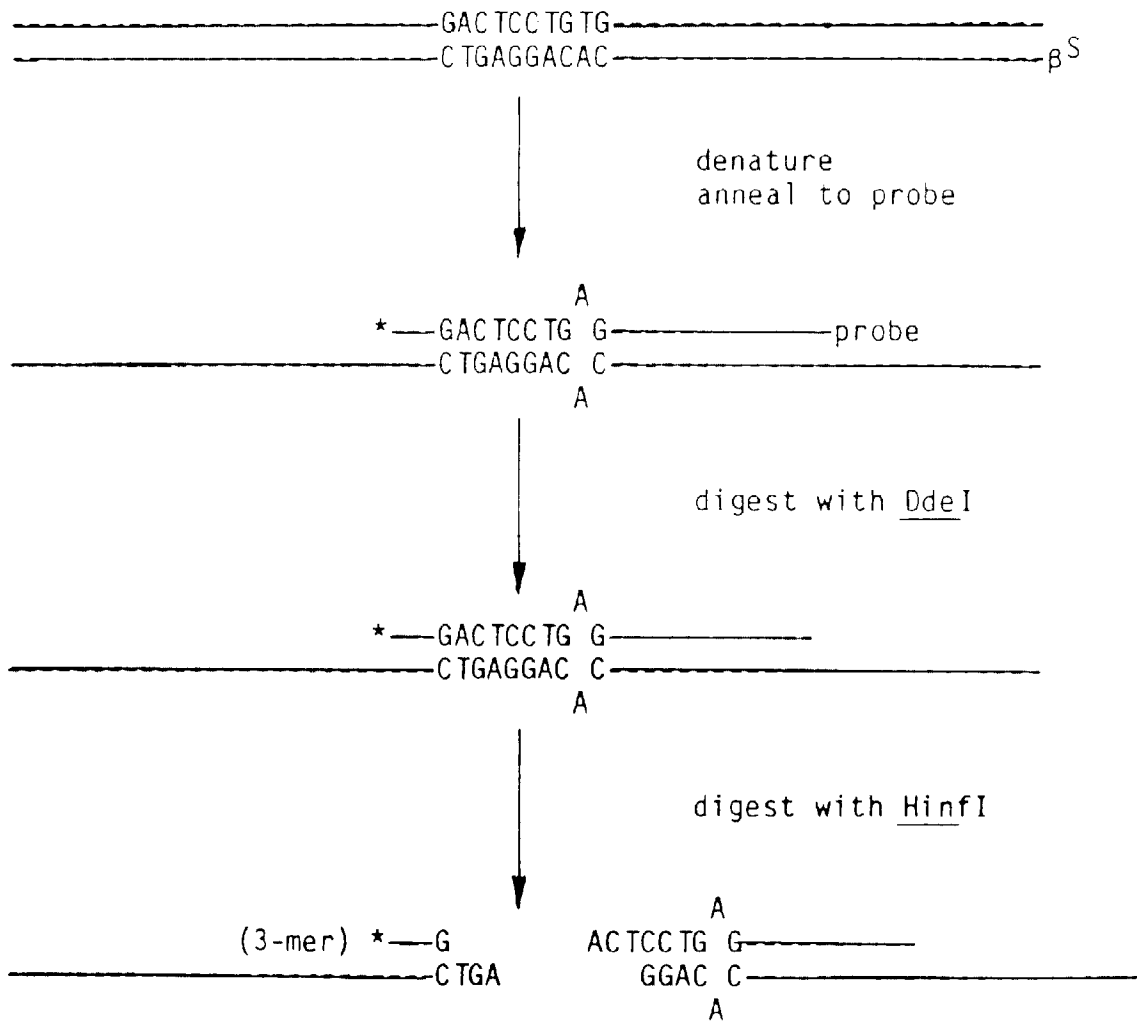 GACTCCTGTG
CTGAGGACAC βS
denature
anneal to probe
A
*GACTCCTG G probe
CTGAGGAC C
A
digest with DdeI
A
*GACTCCTG G
CTGAGGAC C
A
digest with HinfI
A
(3-mer) *G ACTCCTG G
CTGA GGAC C
A